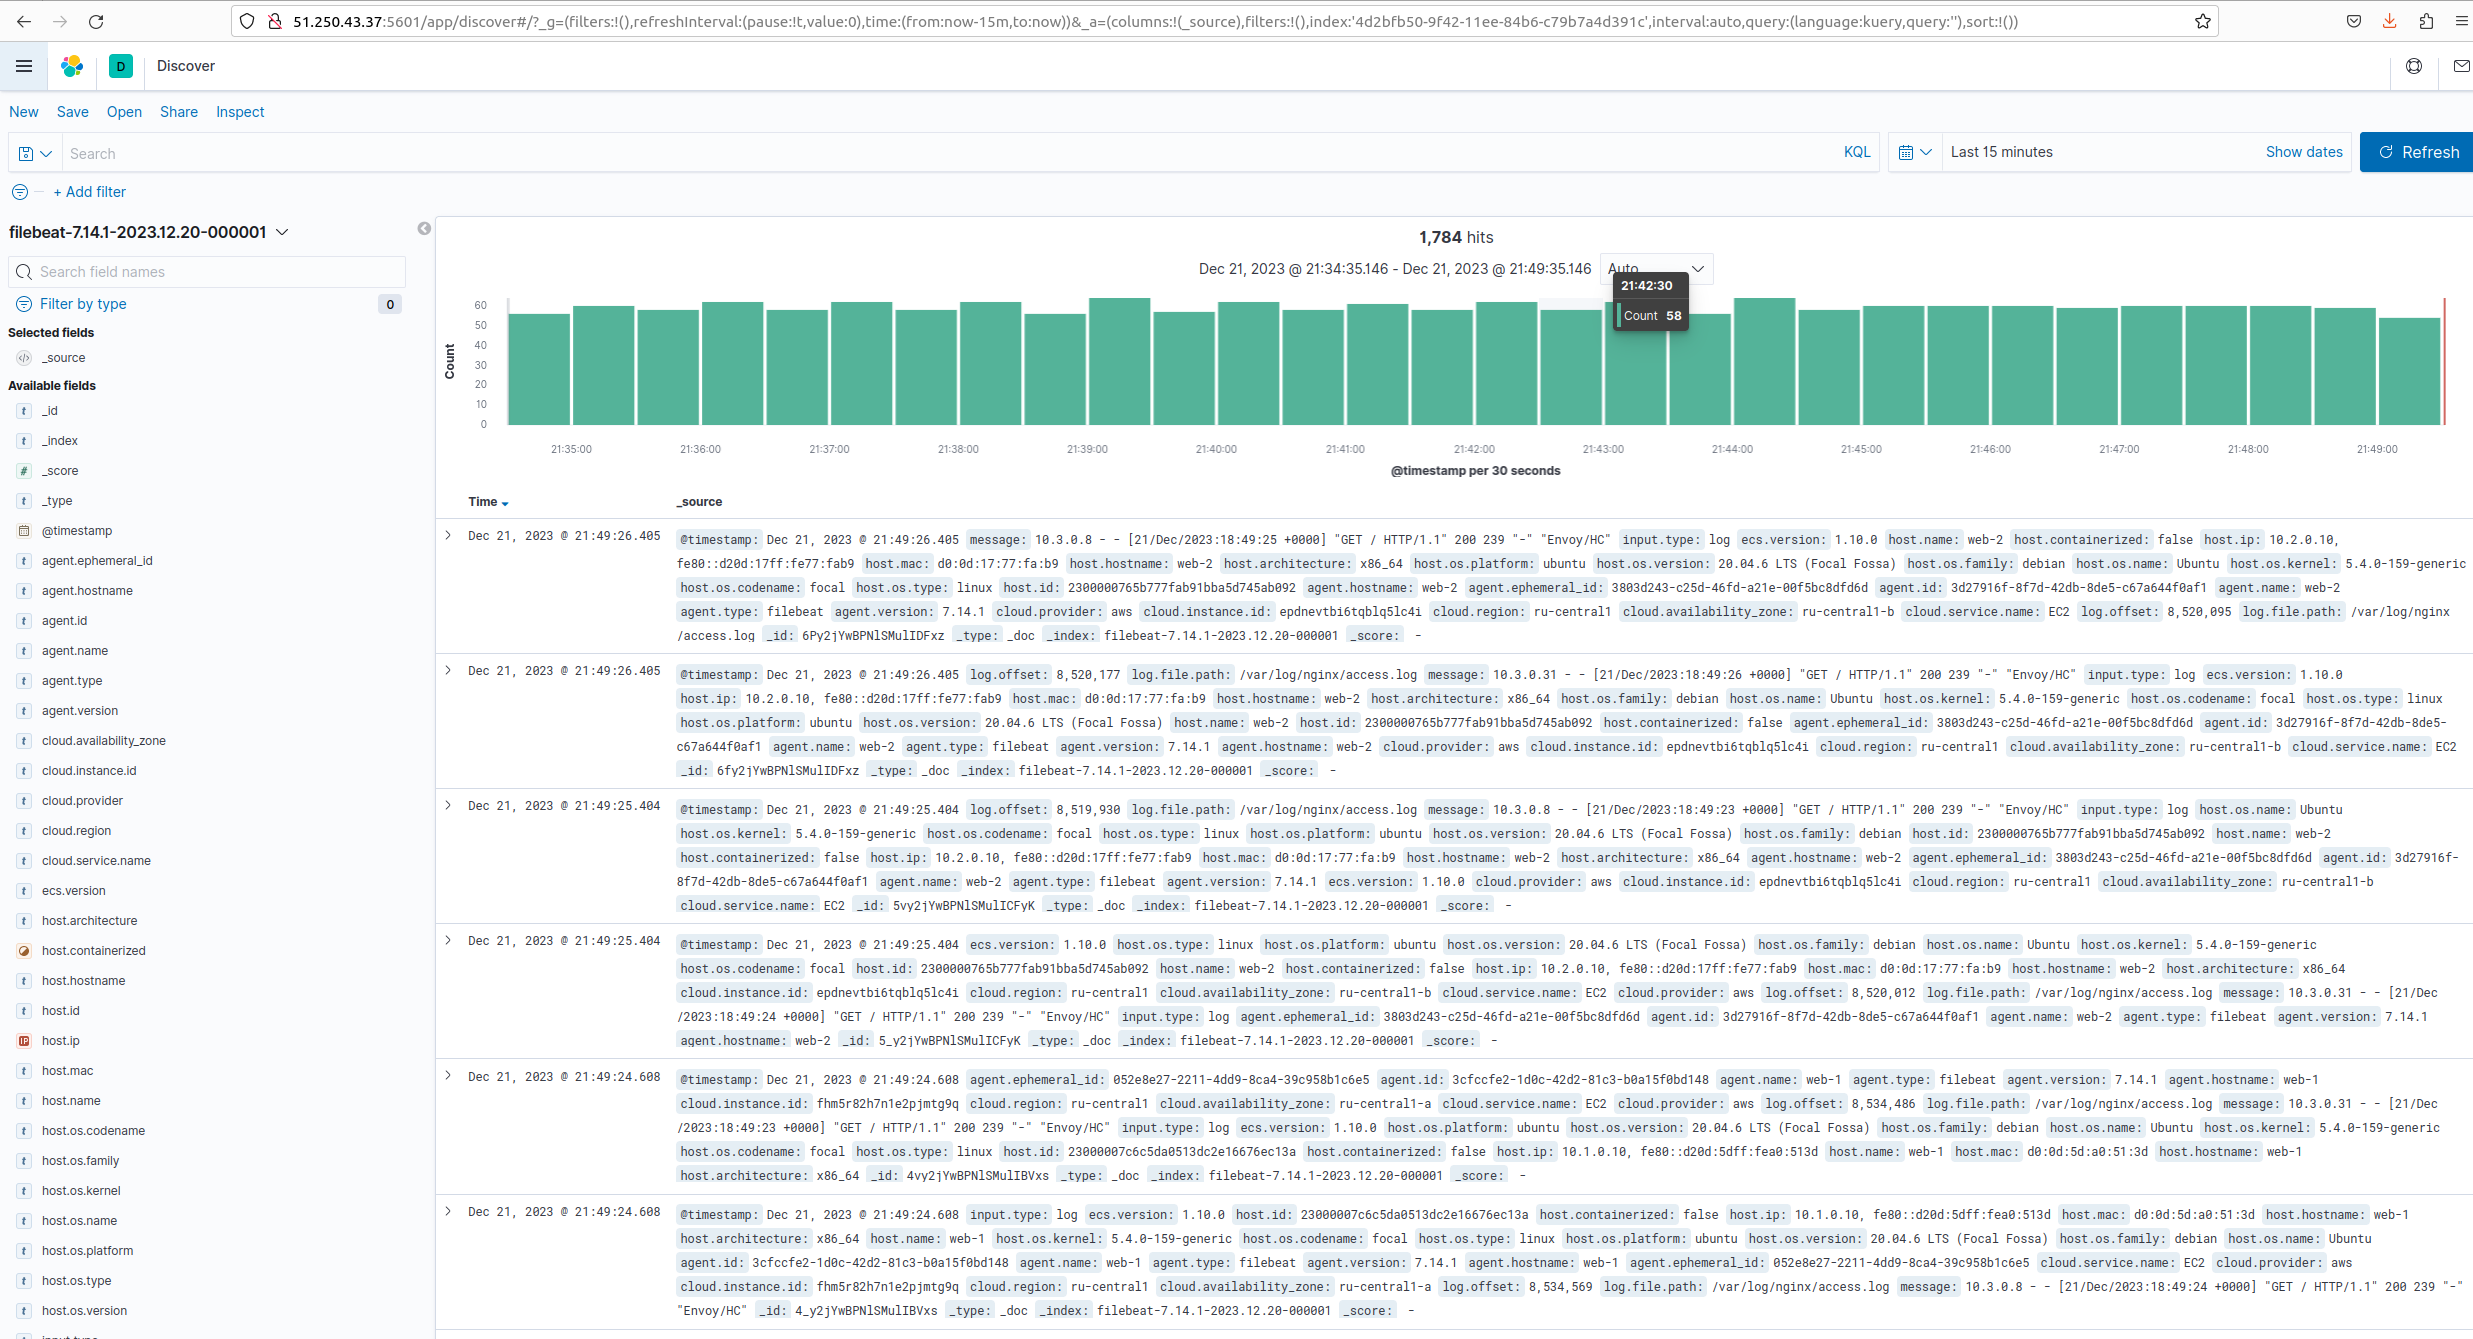 51.250.43.37:5601/app/discover#/?_g=(filters:!(),refreshInterval:(pause:!t,value:0),time:(from:now-15m,to:now))&_a=(columns:!(_source),filters:!(),index:'4d2bfb50-9f42-11ee-84b6-c79b7a4d391c',interval:auto,query:(language:kuery,query:''),sort:!())
D Discover
New Save Open Share Inspect
Search KQL Last 15 minutes Show dates Refresh
+ Add filter
filebeat-7.14.1-2023.12.20-000001
Search field names
Filter by type 0
Selected fields
_source
Available fields
t _id
t _index
# _score
t _type
@timestamp
t agent.ephemeral_id
t agent.hostname
t agent.id
t agent.name
t agent.type
t agent.version
t cloud.availability_zone
t cloud.instance.id
t cloud.provider
t cloud.region
t cloud.service.name
t ecs.version
t host.architecture
host.containerized
t host.hostname
t host.id
IP host.ip
t host.mac
t host.name
t host.os.codename
t host.os.family
t host.os.kernel
t host.os.name
t host.os.platform
t host.os.type
t host.os.version
1,784 hits
Dec 21, 2023 @ 21:34:35.146 - Dec 21, 2023 @ 21:49:35.146 Auto
21:42:30
Count 58
Count
60
50
40
30
20
10
0
21:35:00 21:36:00 21:37:00 21:38:00 21:39:00 21:40:00 21:41:00 21:42:00 21:43:00 21:44:00 21:45:00 21:46:00 21:47:00 21:48:00 21:49:00
@timestamp per 30 seconds
Time _source
Dec 21, 2023 @ 21:49:26.405 @timestamp: Dec 21, 2023 @ 21:49:26.405 message: 10.3.0.8 - - [21/Dec/2023:18:49:25 +0000] "GET / HTTP/1.1" 200 239 "-" "Envoy/HC" input.type: log ecs.version: 1.10.0 host.name: web-2 host.containerized: false host.ip: 10.2.0.10,
fe80::d20d:17ff:fe77:fab9 host.mac: d0:0d:17:77:fa:b9 host.hostname: web-2 host.architecture: x86_64 host.os.platform: ubuntu host.os.version: 20.04.6 LTS (Focal Fossa) host.os.family: debian host.os.name: Ubuntu host.os.kernel: 5.4.0-159-generic
host.os.codename: focal host.os.type: linux host.id: 2300000765b777fab91bba5d745ab092 agent.hostname: web-2 agent.ephemeral_id: 3803d243-c25d-46fd-a21e-00f5bc8dfd6d agent.id: 3d27916f-8f7d-42db-8de5-c67a644f0af1 agent.name: web-2
agent.type: filebeat agent.version: 7.14.1 cloud.provider: aws cloud.instance.id: epdnevtbi6tqblq5lc4i cloud.region: ru-central1 cloud.availability_zone: ru-central1-b cloud.service.name: EC2 log.offset: 8,520,095 log.file.path: /var/log/nginx
/access.log _id: 6Py2jYwBPNlSMulIDFxz _type: _doc _index: filebeat-7.14.1-2023.12.20-000001 _score: -
Dec 21, 2023 @ 21:49:26.405 @timestamp: Dec 21, 2023 @ 21:49:26.405 log.offset: 8,520,177 log.file.path: /var/log/nginx/access.log message: 10.3.0.31 - - [21/Dec/2023:18:49:26 +0000] "GET / HTTP/1.1" 200 239 "-" "Envoy/HC" input.type: log ecs.version: 1.10.0
host.ip: 10.2.0.10, fe80::d20d:17ff:fe77:fab9 host.mac: d0:0d:17:77:fa:b9 host.hostname: web-2 host.architecture: x86_64 host.os.family: debian host.os.name: Ubuntu host.os.kernel: 5.4.0-159-generic host.os.codename: focal host.os.type: linux
host.os.platform: ubuntu host.os.version: 20.04.6 LTS (Focal Fossa) host.name: web-2 host.id: 2300000765b777fab91bba5d745ab092 host.containerized: false agent.ephemeral_id: 3803d243-c25d-46fd-a21e-00f5bc8dfd6d agent.id: 3d27916f-8f7d-42db-8de5-
c67a644f0af1 agent.name: web-2 agent.type: filebeat agent.version: 7.14.1 agent.hostname: web-2 cloud.provider: aws cloud.instance.id: epdnevtbi6tqblq5lc4i cloud.region: ru-central1 cloud.availability_zone: ru-central1-b cloud.service.name: EC2
_id: 6fy2jYwBPNlSMulIDFxz _type: _doc _index: filebeat-7.14.1-2023.12.20-000001 _score: -
Dec 21, 2023 @ 21:49:25.404 @timestamp: Dec 21, 2023 @ 21:49:25.404 log.offset: 8,519,930 log.file.path: /var/log/nginx/access.log message: 10.3.0.8 - - [21/Dec/2023:18:49:23 +0000] "GET / HTTP/1.1" 200 239 "-" "Envoy/HC" input.type: log host.os.name: Ubuntu
host.os.kernel: 5.4.0-159-generic host.os.codename: focal host.os.type: linux host.os.platform: ubuntu host.os.version: 20.04.6 LTS (Focal Fossa) host.os.family: debian host.id: 2300000765b777fab91bba5d745ab092 host.name: web-2
host.containerized: false host.ip: 10.2.0.10, fe80::d20d:17ff:fe77:fab9 host.mac: d0:0d:17:77:fa:b9 host.hostname: web-2 host.architecture: x86_64 agent.hostname: web-2 agent.ephemeral_id: 3803d243-c25d-46fd-a21e-00f5bc8dfd6d agent.id: 3d27916f-
8f7d-42db-8de5-c67a644f0af1 agent.name: web-2 agent.type: filebeat agent.version: 7.14.1 ecs.version: 1.10.0 cloud.provider: aws cloud.instance.id: epdnevtbi6tqblq5lc4i cloud.region: ru-central1 cloud.availability_zone: ru-central1-b
cloud.service.name: EC2 _id: 5vy2jYwBPNlSMulICFyK _type: _doc _index: filebeat-7.14.1-2023.12.20-000001 _score: -
Dec 21, 2023 @ 21:49:25.404 @timestamp: Dec 21, 2023 @ 21:49:25.404 ecs.version: 1.10.0 host.os.type: linux host.os.platform: ubuntu host.os.version: 20.04.6 LTS (Focal Fossa) host.os.family: debian host.os.name: Ubuntu host.os.kernel: 5.4.0-159-generic
host.os.codename: focal host.id: 2300000765b777fab91bba5d745ab092 host.name: web-2 host.containerized: false host.ip: 10.2.0.10, fe80::d20d:17ff:fe77:fab9 host.mac: d0:0d:17:77:fa:b9 host.hostname: web-2 host.architecture: x86_64
cloud.instance.id: epdnevtbi6tqblq5lc4i cloud.region: ru-central1 cloud.availability_zone: ru-central1-b cloud.service.name: EC2 cloud.provider: aws log.offset: 8,520,012 log.file.path: /var/log/nginx/access.log message: 10.3.0.31 - - [21/Dec
/2023:18:49:24 +0000] "GET / HTTP/1.1" 200 239 "-" "Envoy/HC" input.type: log agent.ephemeral_id: 3803d243-c25d-46fd-a21e-00f5bc8dfd6d agent.id: 3d27916f-8f7d-42db-8de5-c67a644f0af1 agent.name: web-2 agent.type: filebeat agent.version: 7.14.1
agent.hostname: web-2 _id: 5_y2jYwBPNlSMulICFyK _type: _doc _index: filebeat-7.14.1-2023.12.20-000001 _score: -
Dec 21, 2023 @ 21:49:24.608 @timestamp: Dec 21, 2023 @ 21:49:24.608 agent.ephemeral_id: 052e8e27-2211-4dd9-8ca4-39c958b1c6e5 agent.id: 3cfccfe2-1d0c-42d2-81c3-b0a15f0bd148 agent.name: web-1 agent.type: filebeat agent.version: 7.14.1 agent.hostname: web-1
cloud.instance.id: fhm5r82h7n1e2pjmtg9q cloud.region: ru-central1 cloud.availability_zone: ru-central1-a cloud.service.name: EC2 cloud.provider: aws log.offset: 8,534,486 log.file.path: /var/log/nginx/access.log message: 10.3.0.31 - - [21/Dec
/2023:18:49:23 +0000] "GET / HTTP/1.1" 200 239 "-" "Envoy/HC" input.type: log ecs.version: 1.10.0 host.os.platform: ubuntu host.os.version: 20.04.6 LTS (Focal Fossa) host.os.family: debian host.os.name: Ubuntu host.os.kernel: 5.4.0-159-generic
host.os.codename: focal host.os.type: linux host.id: 23000007c6c5da0513dc2e16676ec13a host.containerized: false host.ip: 10.1.0.10, fe80::d20d:5dff:fea0:513d host.name: web-1 host.mac: d0:0d:5d:a0:51:3d host.hostname: web-1
host.architecture: x86_64 _id: 4vy2jYwBPNlSMulIBVxs _type: _doc _index: filebeat-7.14.1-2023.12.20-000001 _score: -
Dec 21, 2023 @ 21:49:24.608 @timestamp: Dec 21, 2023 @ 21:49:24.608 input.type: log ecs.version: 1.10.0 host.id: 23000007c6c5da0513dc2e16676ec13a host.containerized: false host.ip: 10.1.0.10, fe80::d20d:5dff:fea0:513d host.mac: d0:0d:5d:a0:51:3d host.hostname: web-1
host.architecture: x86_64 host.name: web-1 host.os.kernel: 5.4.0-159-generic host.os.codename: focal host.os.type: linux host.os.platform: ubuntu host.os.version: 20.04.6 LTS (Focal Fossa) host.os.family: debian host.os.name: Ubuntu
agent.id: 3cfccfe2-1d0c-42d2-81c3-b0a15f0bd148 agent.name: web-1 agent.type: filebeat agent.version: 7.14.1 agent.hostname: web-1 agent.ephemeral_id: 052e8e27-2211-4dd9-8ca4-39c958b1c6e5 cloud.service.name: EC2 cloud.provider: aws
cloud.instance.id: fhm5r82h7n1e2pjmtg9q cloud.region: ru-central1 cloud.availability_zone: ru-central1-a log.offset: 8,534,569 log.file.path: /var/log/nginx/access.log message: 10.3.0.8 - - [21/Dec/2023:18:49:24 +0000] "GET / HTTP/1.1" 200 239 "-"
"Envoy/HC" _id: 4_y2jYwBPNlSMulIBVxs _type: _doc _index: filebeat-7.14.1-2023.12.20-000001 _score: -